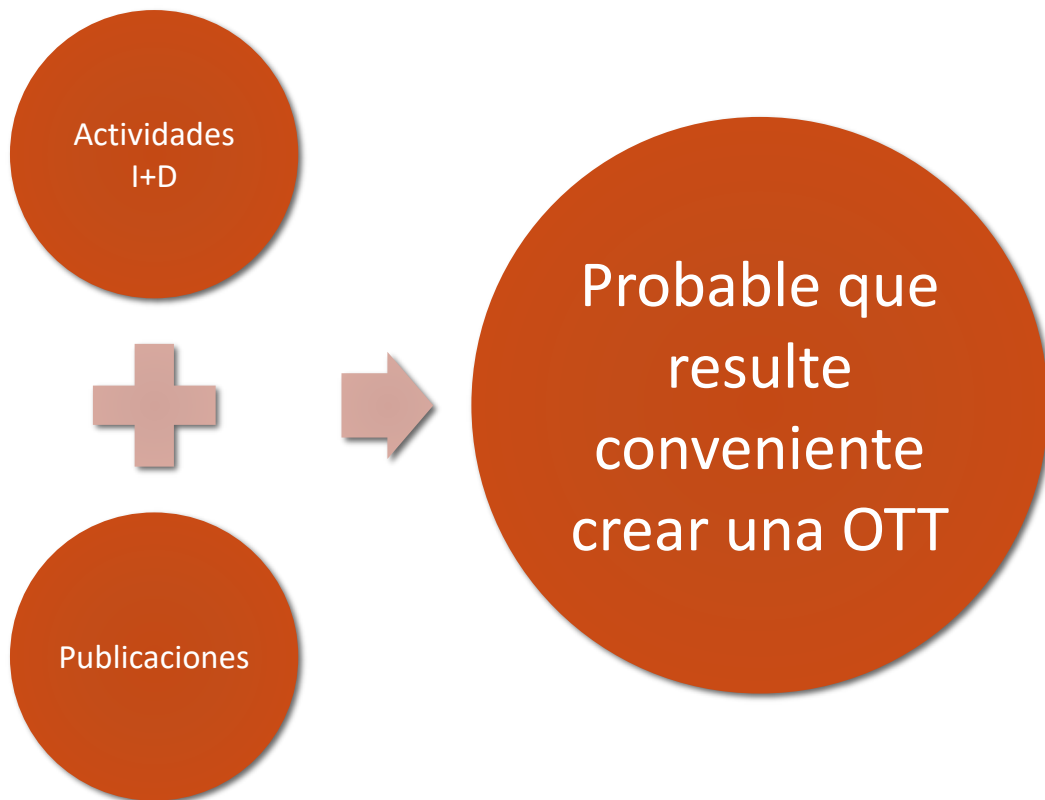 Actividades
I+D
Publicaciones
Probable que
resulte
conveniente
crear una OTT